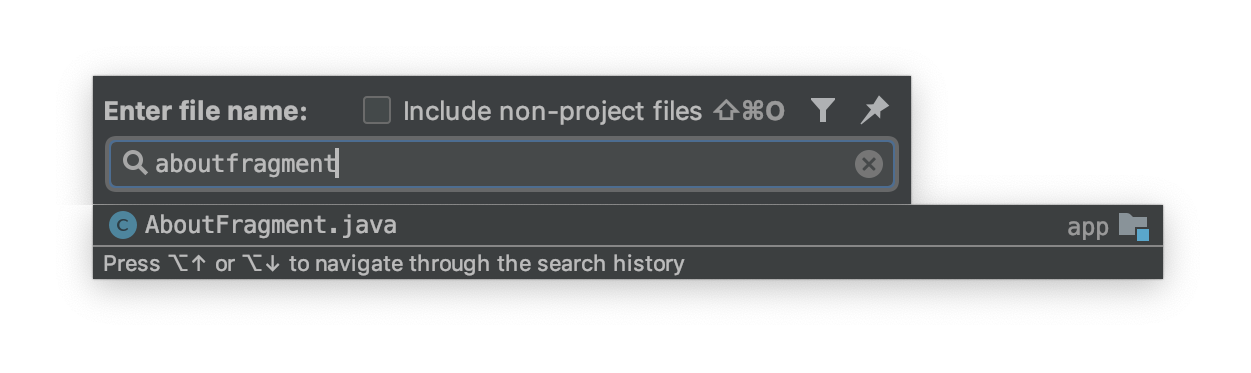 Enter file name: Include non-project files ⇧⌘O
aboutfragment
C AboutFragment.java app
Press ⌥↑ or ⌥↓ to navigate through the search history